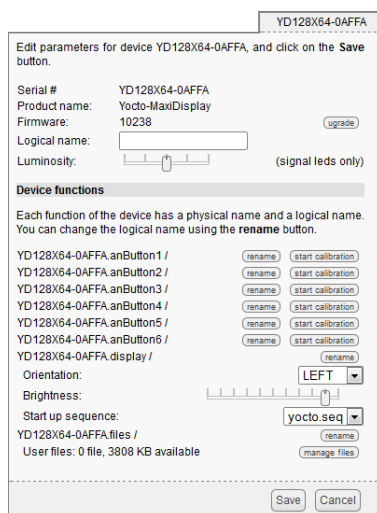 YD128X64-0AFFA
Edit parameters for device YD128X64-0AFFA, and click on the Save
button.
Serial # YD128X64-0AFFA
Product name: Yocto-MaxiDisplay
Firmware: 10238 ugrade
Logical name:
Luminosity: (signal leds only)
Device functions
Each function of the device has a physical name and a logical name.
You can change the logical name using the rename button.
YD128X64-0AFFA.anButton1 / rename start calibration
YD128X64-0AFFA.anButton2 / rename start calibration
YD128X64-0AFFA.anButton3 / rename start calibration
YD128X64-0AFFA.anButton4 / rename start calibration
YD128X64-0AFFA.anButton5 / rename start calibration
YD128X64-0AFFA.anButton6 / rename start calibration
YD128X64-0AFFA.display / rename
Orientation: LEFT
Brightness:
Start up sequence: yocto.seq
YD128X64-0AFFA.files / rename
User files: 0 file, 3808 KB available manage files
Save Cancel